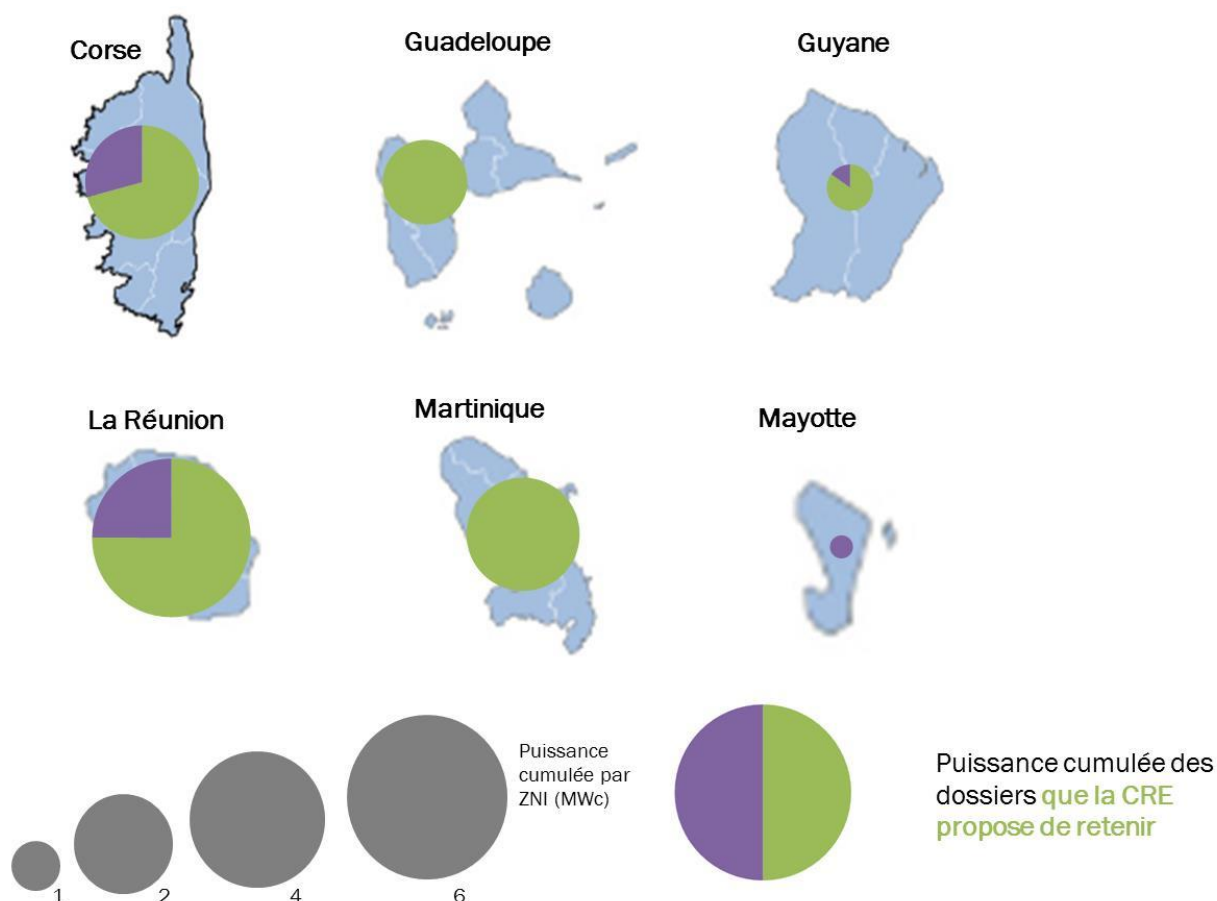 Corse
Guadeloupe
Guyane
La Réunion
Martinique
Mayotte
Puissance
cumulée par
ZNI (MWc)
1
2
4
6
Puissance cumulée des
dossiers que la CRE
propose de retenir